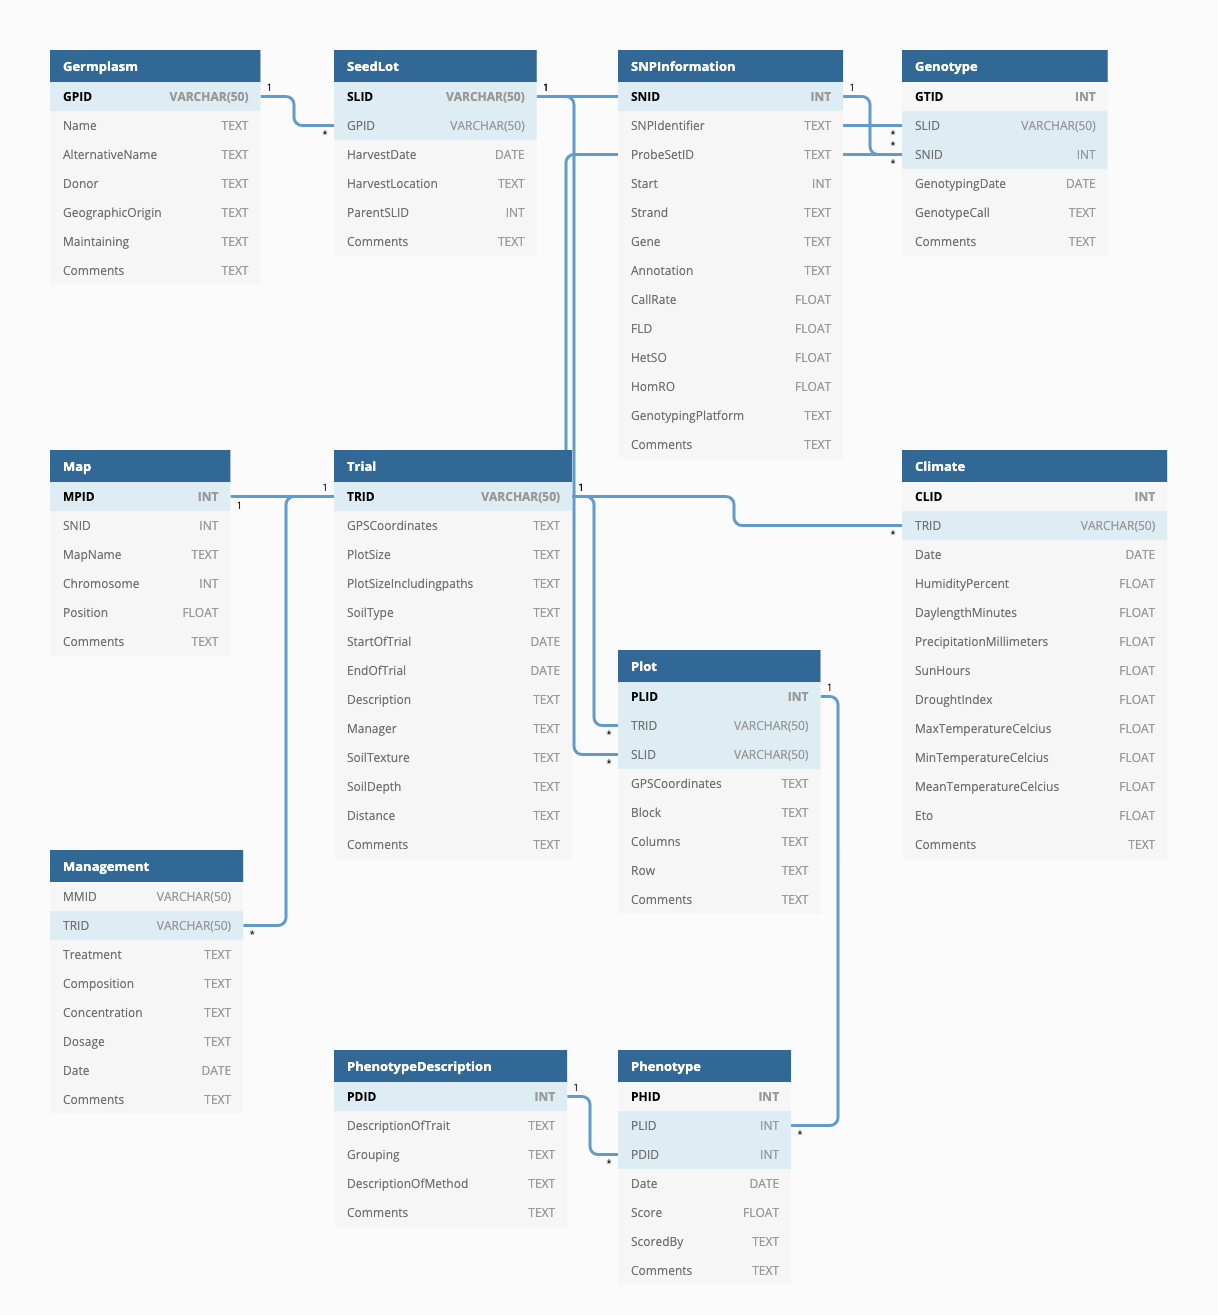 Germplasm
GPID VARCHAR(50)
Name TEXT
AlternativeName TEXT
Donor TEXT
GeographicOrigin TEXT
Maintaining TEXT
Comments TEXT
1
*
SeedLot
SLID VARCHAR(50)
GPID VARCHAR(50)
HarvestDate DATE
HarvestLocation TEXT
ParentSLID INT
Comments TEXT
1
SNPInformation
SNID INT
SNPIdentifier TEXT
ProbeSetID TEXT
Start INT
Strand TEXT
Gene TEXT
Annotation TEXT
CallRate FLOAT
FLD FLOAT
HetSO FLOAT
HomRO FLOAT
GenotypingPlatform TEXT
Comments TEXT
1
*
*
*
Genotype
GTID INT
SLID VARCHAR(50)
SNID INT
GenotypingDate DATE
GenotypeCall TEXT
Comments TEXT
Map
MPID INT
SNID INT
MapName TEXT
Chromosome INT
Position FLOAT
Comments TEXT
1
1
Trial
TRID VARCHAR(50)
GPSCoordinates TEXT
PlotSize TEXT
PlotSizeIncludingpaths TEXT
SoilType TEXT
StartOfTrial DATE
EndOfTrial DATE
Description TEXT
Manager TEXT
SoilTexture TEXT
SoilDepth TEXT
Distance TEXT
Comments TEXT
1
*
Climate
CLID INT
TRID VARCHAR(50)
Date DATE
HumidityPercent FLOAT
DaylengthMinutes FLOAT
PrecipitationMillimeters FLOAT
SunHours FLOAT
DroughtIndex FLOAT
MaxTemperatureCelcius FLOAT
MinTemperatureCelcius FLOAT
MeanTemperatureCelcius FLOAT
Eto FLOAT
Comments TEXT
Plot
PLID INT
TRID VARCHAR(50)
SLID VARCHAR(50)
GPSCoordinates TEXT
Block TEXT
Columns TEXT
Row TEXT
Comments TEXT
1
*
*
Management
MMID VARCHAR(50)
TRID VARCHAR(50)
Treatment TEXT
Composition TEXT
Concentration TEXT
Dosage TEXT
Date DATE
Comments TEXT
*
PhenotypeDescription
PDID INT
DescriptionOfTrait TEXT
Grouping TEXT
DescriptionOfMethod TEXT
Comments TEXT
1
*
Phenotype
PHID INT
PLID INT
PDID INT
Date DATE
Score FLOAT
ScoredBy TEXT
Comments TEXT
*